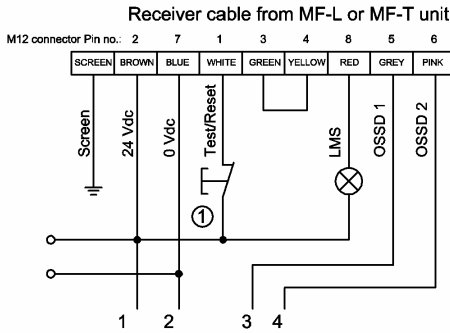 Receiver cable from MF-L or MF-T unit
M12 connector Pin no.: 2 7 1 3 4 8 5 6
SCREEN BROWN BLUE WHITE GREEN YELLOW RED GREY PINK
Screen
24 Vdc
0 Vdc
Test/Reset
LMS
OSSD 1
OSSD 2
1
1 2 3 4